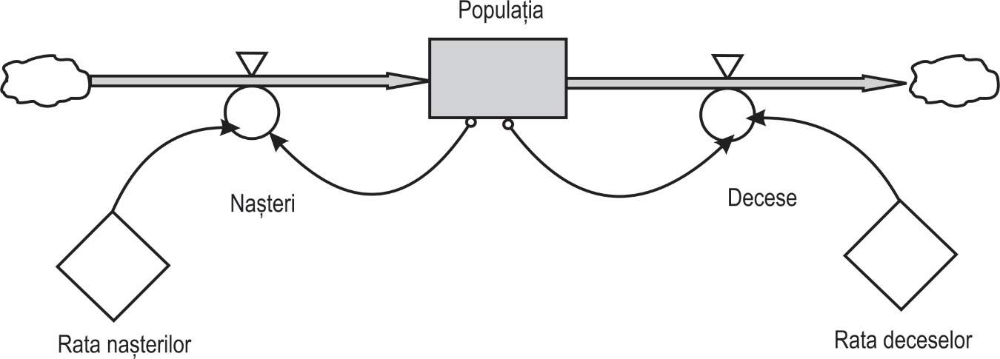 Populația
Nașteri
Decese
Rata nașterilor
Rata deceselor